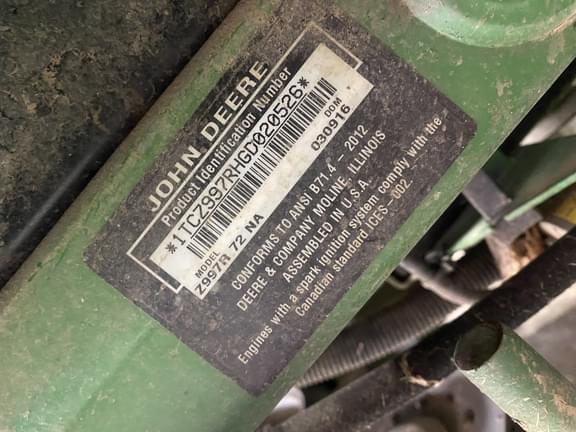 JOHN DEERE
Product Identification Number
*1TCZ997RHGD020526*
MODEL DOM
Z997R 72 NA 030916
CONFORMS TO ANSI B71.4 - 2012
DEERE & COMPANY MOLINE, ILLINOIS
ASSEMBLED IN U.S.A.
Engines with a spark ignition system comply with the
Canadian standard ICES - 002.